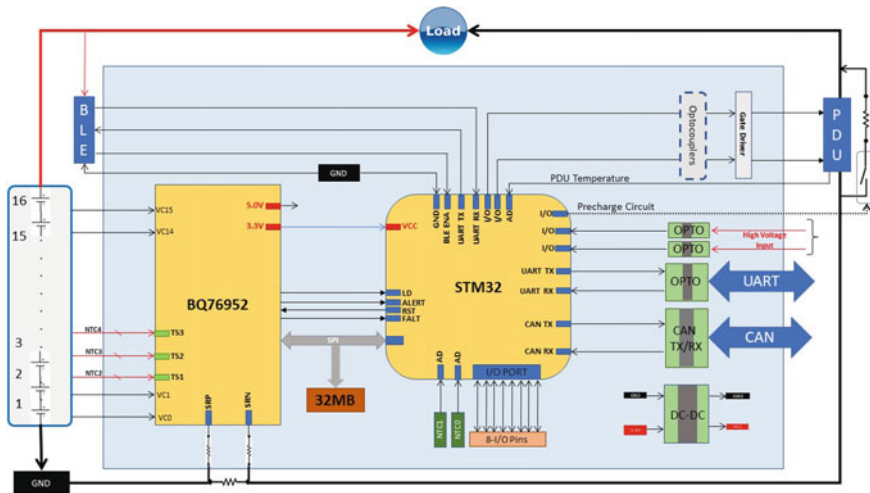 Load
BLE
Optocouplers
Gate Driver
PDU
GND
PDU Temperature
16
15
3
2
1
VC15
VC14
5.0V
3.3V
VCC
BQ76952
NTC4
TS3
NTC3
TS2
NTC2
TS1
VC1
VC0
SRP
SRN
GND
BLE ENA
UART TX
UART RX
I/O
I/O
AD
Precharge Circuit
I/O
I/O
I/O
UART TX
UART RX
CAN TX
CAN RX
STM32
LD
ALERT
RST
FALT
SPI
32MB
AD
AD
I/O PORT
NTC1
NTC0
8-I/O Pins
OPTO
OPTO
High Voltage
Input
OPTO
UART
CAN
TX/RX
CAN
DC-DC
GND